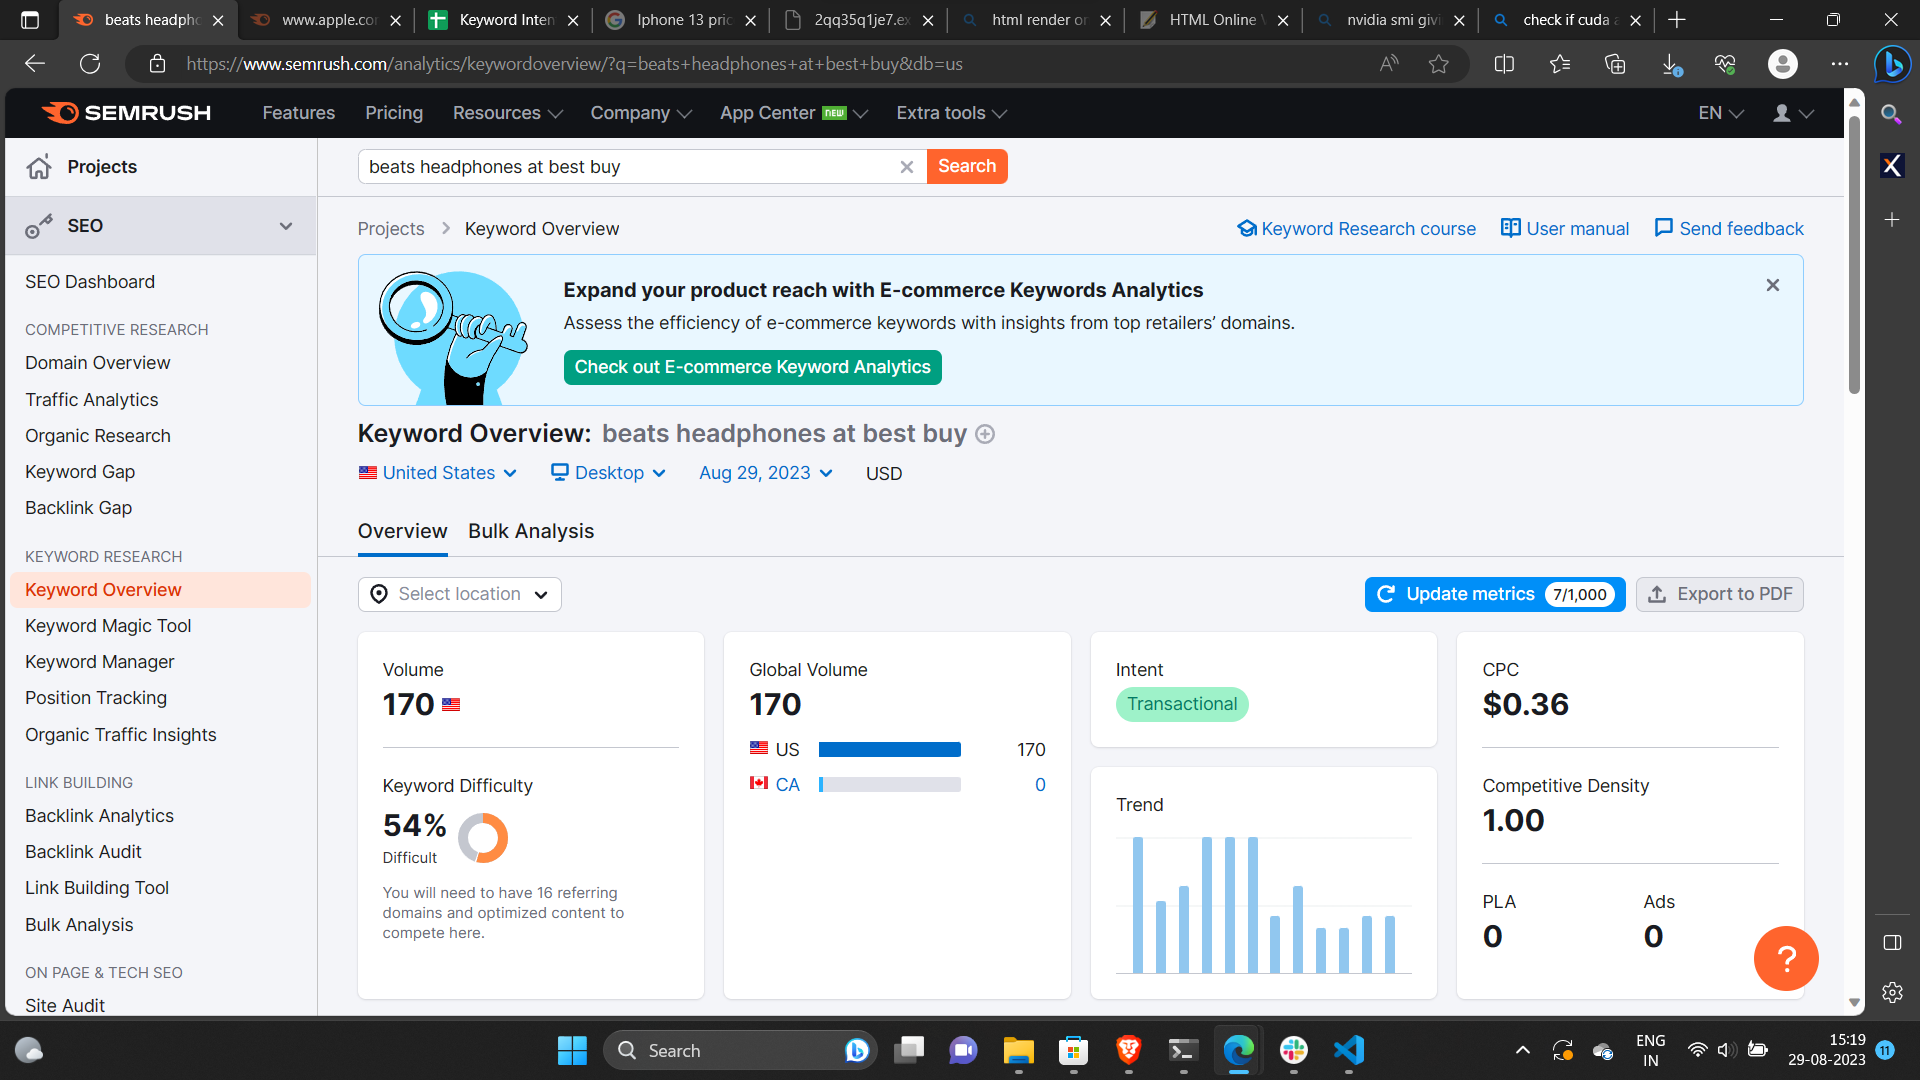 beats headpho
www.apple.co
Keyword Inten
Iphone 13 pric
2qq35q1je7.ex
html render or
HTML Online V
nvidia smi givi
check if cuda a
https://www.semrush.com/analytics/keywordoverview/?q=beats+headphones+at+best+buy&db=us
SEMRUSH
Features
Pricing
Resources
Company
App Center NEW
Extra tools
EN
Projects
beats headphones at best buy
Search
SEO
Projects
Keyword Overview
Keyword Research course
User manual
Send feedback
SEO Dashboard
COMPETITIVE RESEARCH
Domain Overview
Traffic Analytics
Organic Research
Keyword Gap
Backlink Gap
KEYWORD RESEARCH
Keyword Overview
Keyword Magic Tool
Keyword Manager
Position Tracking
Organic Traffic Insights
LINK BUILDING
Backlink Analytics
Backlink Audit
Link Building Tool
Bulk Analysis
ON PAGE & TECH SEO
Site Audit
Expand your product reach with E-commerce Keywords Analytics
Assess the efficiency of e-commerce keywords with insights from top retailers’ domains.
Check out E-commerce Keyword Analytics
Keyword Overview: beats headphones at best buy
United States
Desktop
Aug 29, 2023
USD
Overview
Bulk Analysis
Select location
Update metrics 7/1,000
Export to PDF
Volume
170
Keyword Difficulty
54%
Difficult
You will need to have 16 referring
domains and optimized content to
compete here.
Global Volume
170
US 170
CA 0
Intent
Transactional
Trend
CPC
$0.36
Competitive Density
1.00
PLA
0
Ads
0
?
Search
ENG
IN
15:19
29-08-2023
11